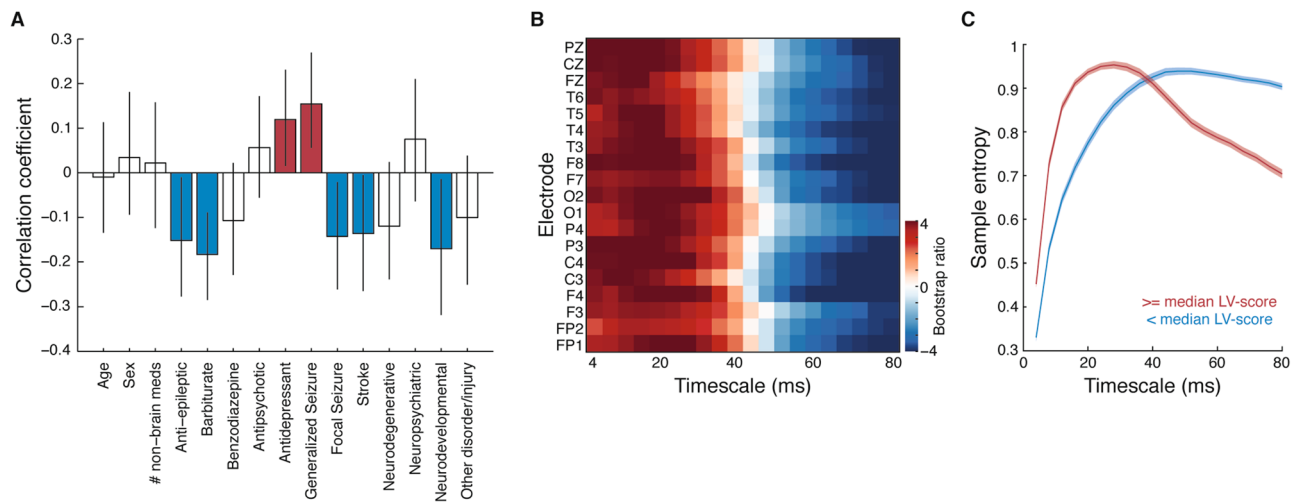 A
Correlation coefficient
0.3
0.2
0.1
0
−0.1
−0.2
−0.3
−0.4
Age
Sex
# non−brain meds
Anti−epileptic
Barbiturate
Benzodiazepine
Antipsychotic
Antidepressant
Generalized Seizure
Focal Seizure
Stroke
Neurodegenerative
Neuropsychiatric
Neurodevelopmental
Other disorder/injury
B
Electrode
PZ
CZ
FZ
T6
T5
T4
T3
F8
F7
O2
O1
P4
P3
C4
C3
F4
F3
FP2
FP1
4 20 40 60 80
Timescale (ms)
4
2
0
−2
−4
Bootstrap ratio
C
Sample entropy
1
0.9
0.8
0.7
0.6
0.5
0.4
0.3
>= median LV−score
< median LV−score
0 20 40 60 80
Timescale (ms)